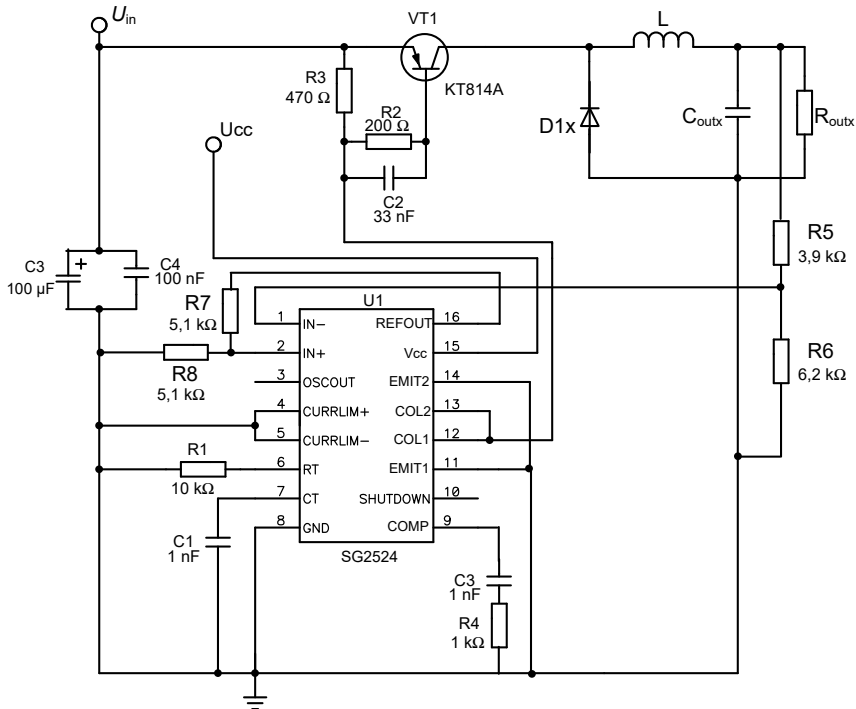 Uin
VT1
KT814A
R3
470 Ω
R2
200 Ω
C2
33 nF
Ucc
L
D1x
Coutx
Routx
C3
100 µF
+
C4
100 nF
R7
5,1 kΩ
R8
5,1 kΩ
R5
3,9 kΩ
R6
6,2 kΩ
U1
1 IN−
2 IN+
3 OSCOUT
4 CURRLIM+
5 CURRLIM−
6 RT
7 CT
8 GND
REFOUT 16
Vcc 15
EMIT2 14
COL2 13
COL1 12
EMIT1 11
SHUTDOWN 10
COMP 9
SG2524
R1
10 kΩ
C1
1 nF
C3
1 nF
R4
1 kΩ